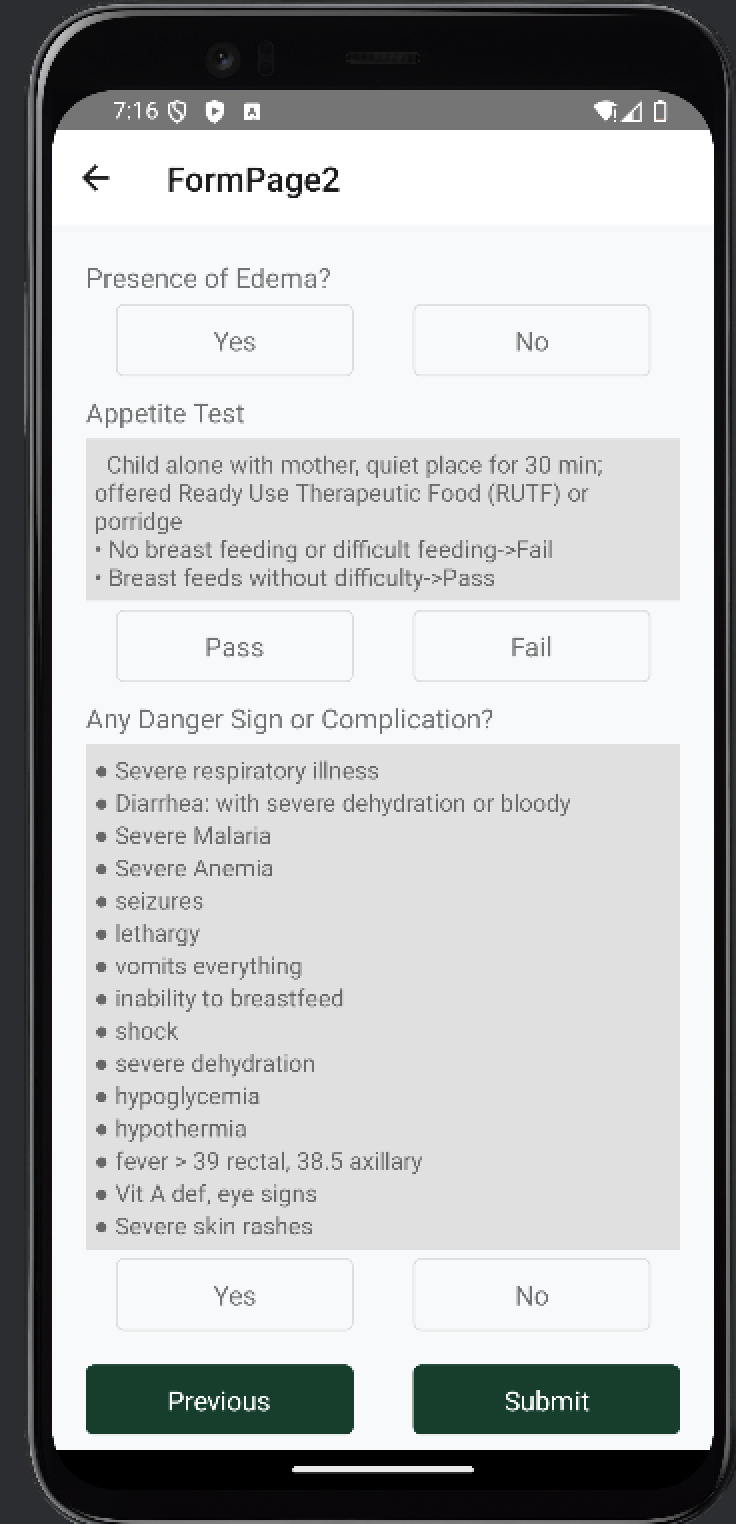 7:16
FormPage2
Presence of Edema?
Yes No
Appetite Test
Child alone with mother, quiet place for 30 min;
offered Ready Use Therapeutic Food (RUTF) or
porridge
• No breast feeding or difficult feeding->Fail
• Breast feeds without difficulty->Pass
Pass Fail
Any Danger Sign or Complication?
● Severe respiratory illness
● Diarrhea: with severe dehydration or bloody
● Severe Malaria
● Severe Anemia
● seizures
● lethargy
● vomits everything
● inability to breastfeed
● shock
● severe dehydration
● hypoglycemia
● hypothermia
● fever > 39 rectal, 38.5 axillary
● Vit A def, eye signs
● Severe skin rashes
Yes No
Previous Submit